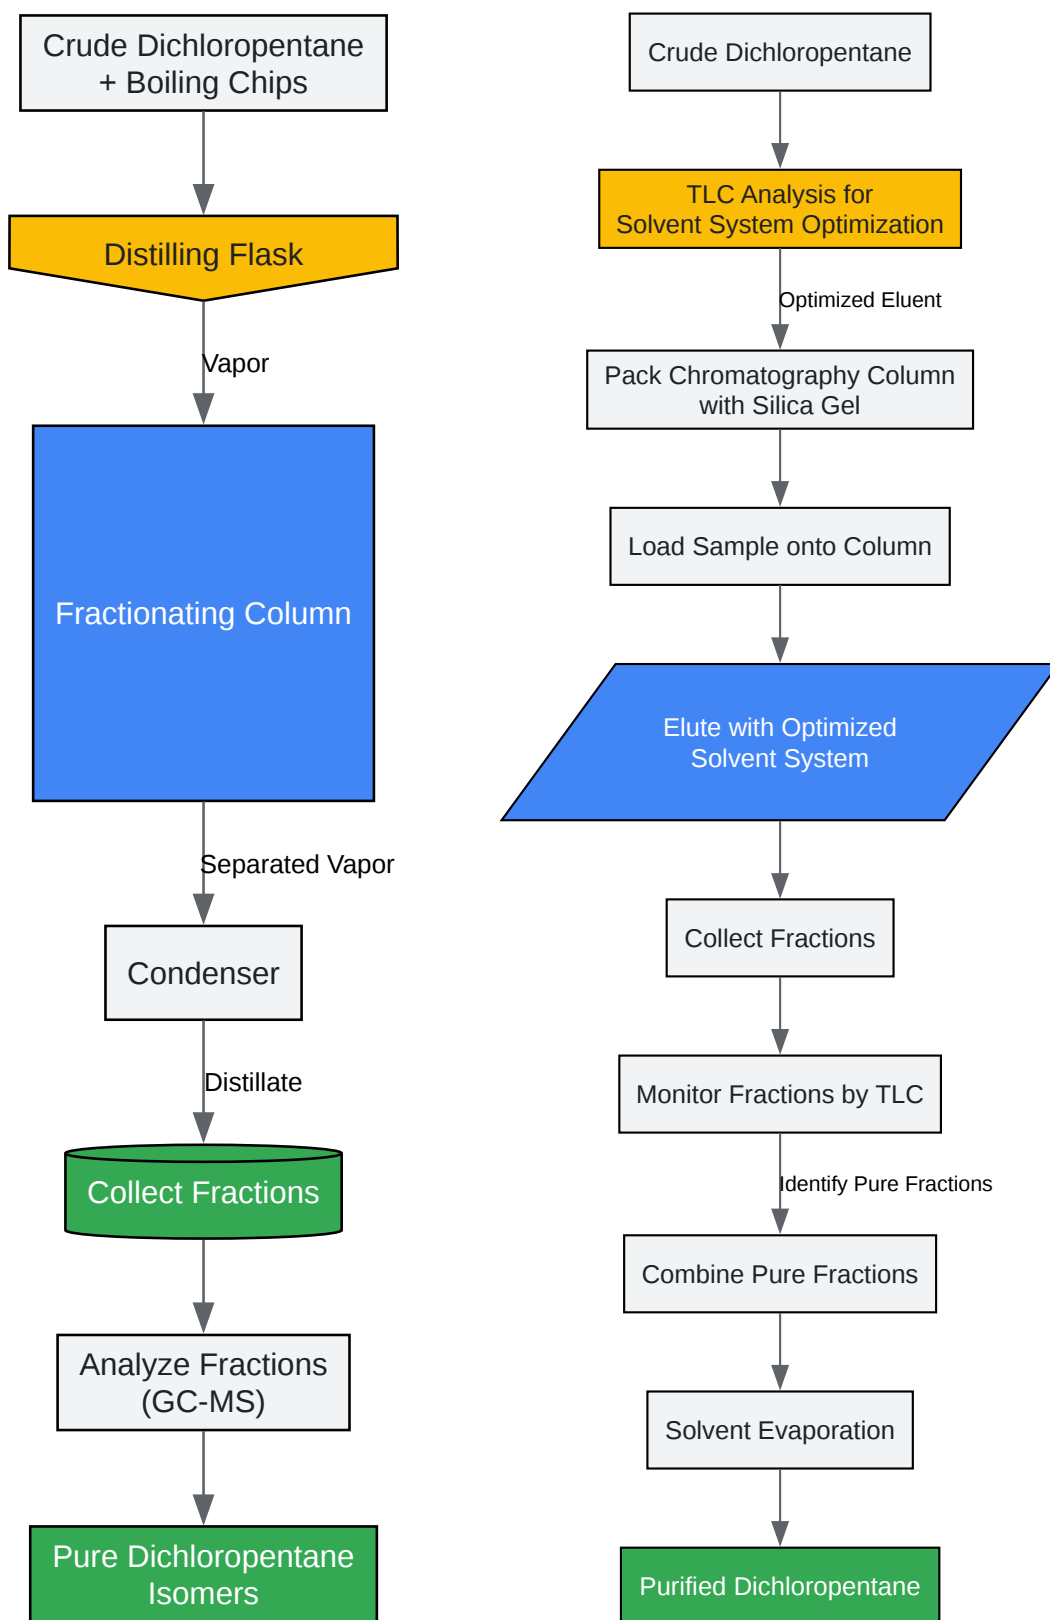 Crude Dichloropentane
+ Boiling Chips
Distilling Flask
Vapor
Fractionating Column
Separated Vapor
Condenser
Distillate
Collect Fractions
Analyze Fractions
(GC-MS)
Pure Dichloropentane
Isomers
Crude Dichloropentane
TLC Analysis for
Solvent System Optimization
Optimized Eluent
Pack Chromatography Column
with Silica Gel
Load Sample onto Column
Elute with Optimized
Solvent System
Collect Fractions
Monitor Fractions by TLC
Identify Pure Fractions
Combine Pure Fractions
Solvent Evaporation
Purified Dichloropentane